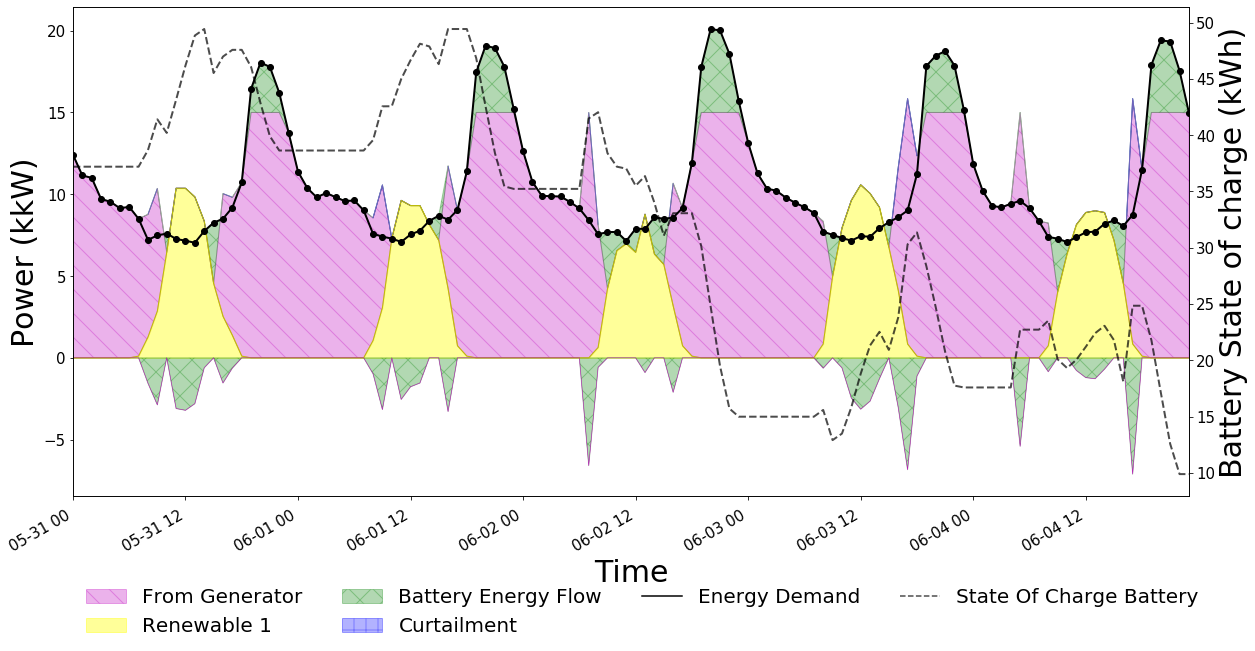 Power (kkW)
20
15
10
5
0
−5
50
45
40
35
30
25
20
15
10
Battery State of charge (kWh)
05-31 00
05-31 12
06-01 00
06-01 12
06-02 00
06-02 12
06-03 00
06-03 12
06-04 00
06-04 12
Time
From Generator
Battery Energy Flow
Energy Demand
State Of Charge Battery
Renewable 1
Curtailment